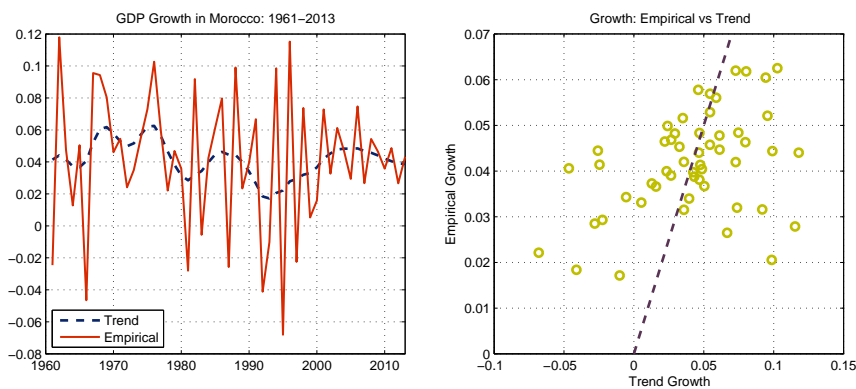 GDP Growth in Morocco: 1961−2013
0.12
0.1
0.08
0.06
0.04
0.02
0
−0.02
−0.04
−0.06
−0.08
Trend
Empirical
1960 1970 1980 1990 2000 2010
Growth: Empirical vs Trend
Empirical Growth
0.07
0.06
0.05
0.04
0.03
0.02
0.01
0
−0.1 −0.05 0 0.05 0.1 0.15
Trend Growth